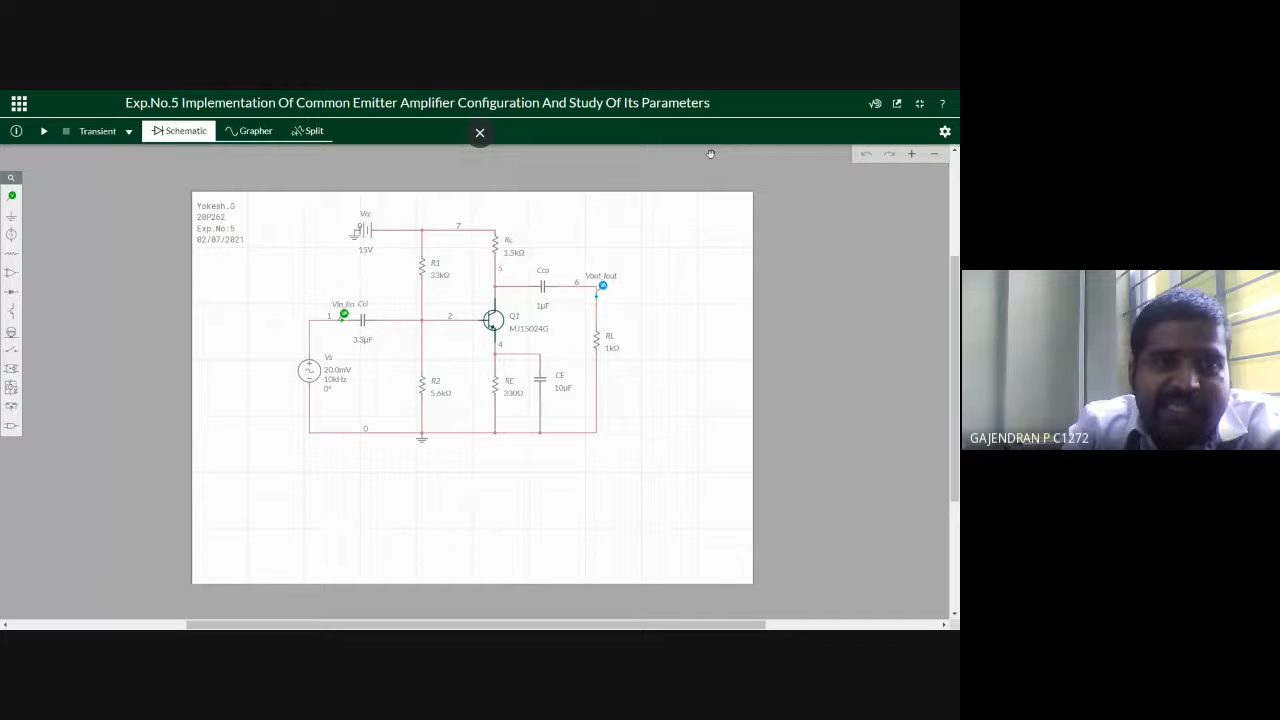 Exp.No.5 Implementation Of Common Emitter Amplifier Configuration And Study Of Its Parameters
Transient
Schematic
Grapher
Split
Yokesh.G
20P262
Exp.No:5
02/07/2021
Vcc
15V
7
Rc
1.5kΩ
R1
33kΩ
5
Cco
1µF
6
Vout_Iout
Vin_Iin
Cci
3.3µF
1
2
Q1
MJ15024G
4
RL
1kΩ
Vs
20.0mV
10kHz
0°
R2
5.6kΩ
RE
330Ω
CE
10µF
0
GAJENDRAN P C1272